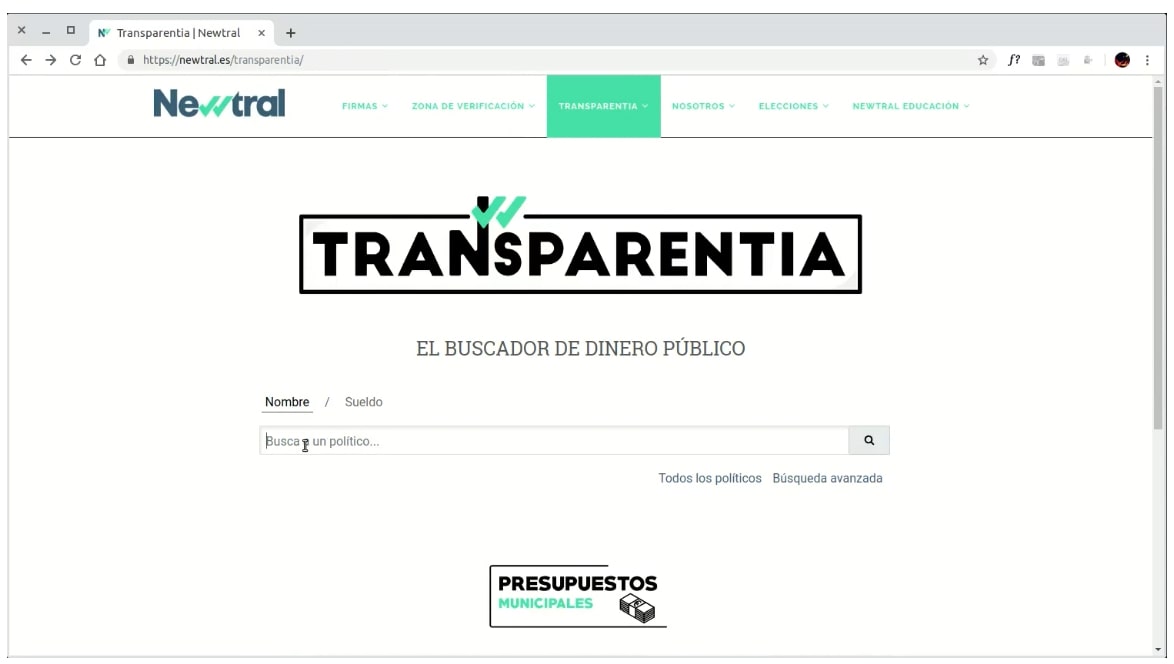 Transparentia | Newtral
https://newtral.es/transparentia/
f?
Newtral
FIRMAS
ZONA DE VERIFICACIÓN
TRANSPARENTIA
NOSOTROS
ELECCIONES
NEWTRAL EDUCACIÓN
TRANSPARENTIA
EL BUSCADOR DE DINERO PÚBLICO
Nombre / Sueldo
Busca a un político...
Todos los políticos Búsqueda avanzada
PRESUPUESTOS
MUNICIPALES